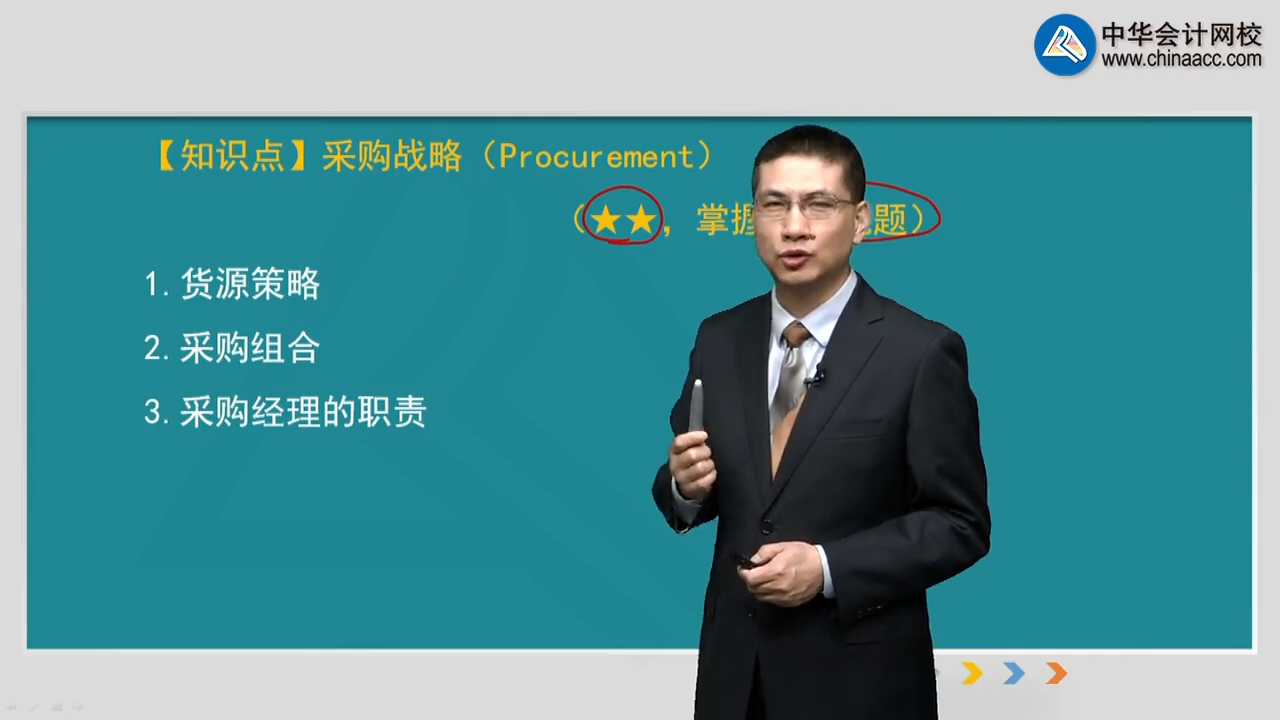 中华会计网校
www.chinaacc.com
【知识点】采购战略（Procurement）
（★★，掌握 题）
1.货源策略
2.采购组合
3.采购经理的职责